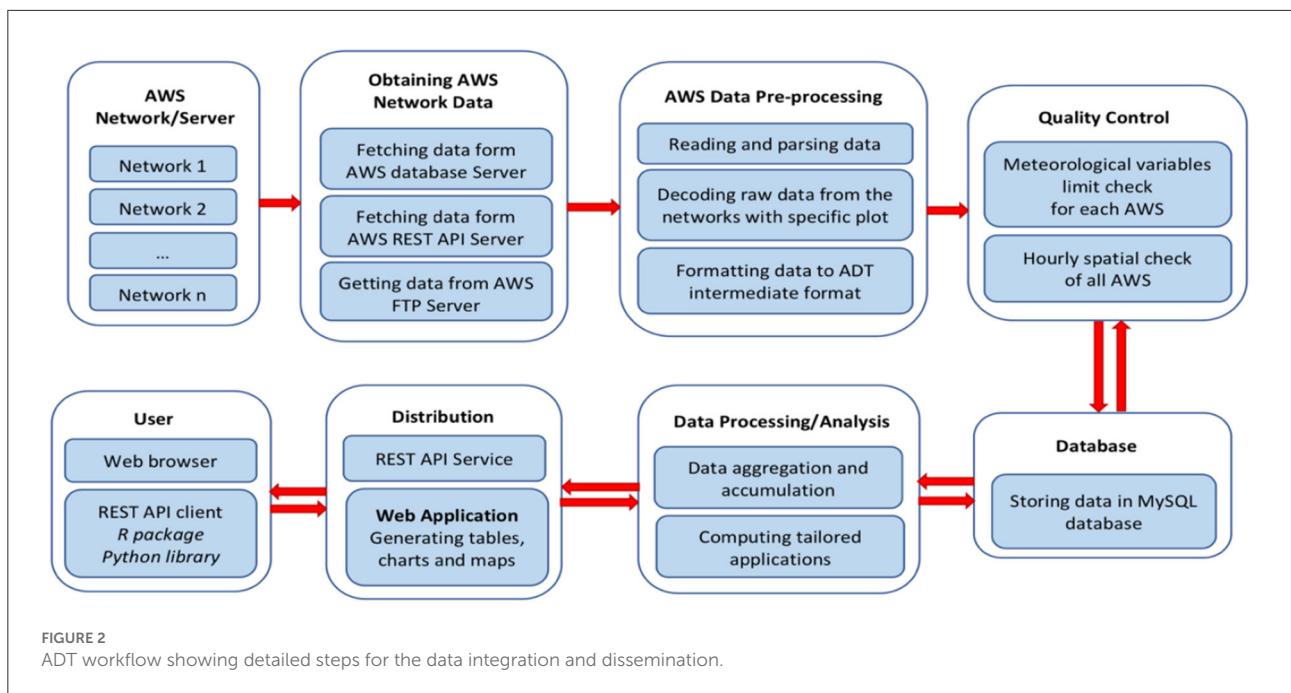 AWS
Network/Server
Network 1
Network 2
...
Network n
Obtaining AWS
Network Data
Fetching data form
AWS database Server
Fetching data form
AWS REST API Server
Getting data from AWS
FTP Server
AWS Data Pre-processing
Reading and parsing data
Decoding raw data from the
networks with specific plot
Formatting data to ADT
intermediate format
Quality Control
Meteorological variables
limit check
for each AWS
Hourly spatial check
of all AWS
User
Web browser
REST API client
R package
Python library
Distribution
REST API Service
Web Application
Generating tables,
charts and maps
Data Processing/Analysis
Data aggregation and
accumulation
Computing tailored
applications
Database
Storing data in MySQL
database
FIGURE 2
ADT workflow showing detailed steps for the data integration and dissemination.